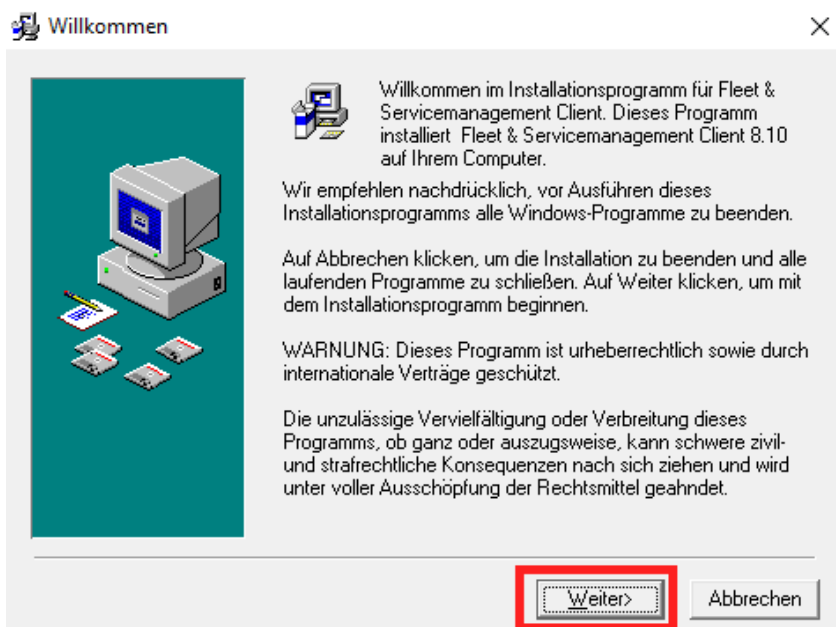 Willkommen
Willkommen im Installationsprogramm für Fleet &
Servicemanagement Client. Dieses Programm
installiert Fleet & Servicemanagement Client 8.10
auf Ihrem Computer.
Wir empfehlen nachdrücklich, vor Ausführen dieses
Installationsprogramms alle Windows-Programme zu beenden.
Auf Abbrechen klicken, um die Installation zu beenden und alle
laufenden Programme zu schließen. Auf Weiter klicken, um mit
dem Installationsprogramm beginnen.
WARNUNG: Dieses Programm ist urheberrechtlich sowie durch
internationale Verträge geschützt.
Die unzulässige Vervielfältigung oder Verbreitung dieses
Programms, ob ganz oder auszugsweise, kann schwere zivil-
und strafrechtliche Konsequenzen nach sich ziehen und wird
unter voller Ausschöpfung der Rechtsmittel geahndet.
Weiter> Abbrechen